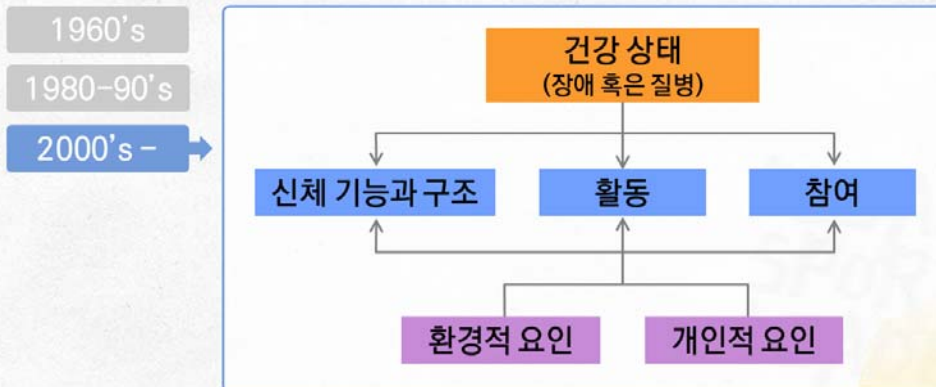 1960's
1980-90's
2000's -
건강 상태
(장애 혹은 질병)
신체 기능과 구조
활동
참여
환경적 요인
개인적 요인